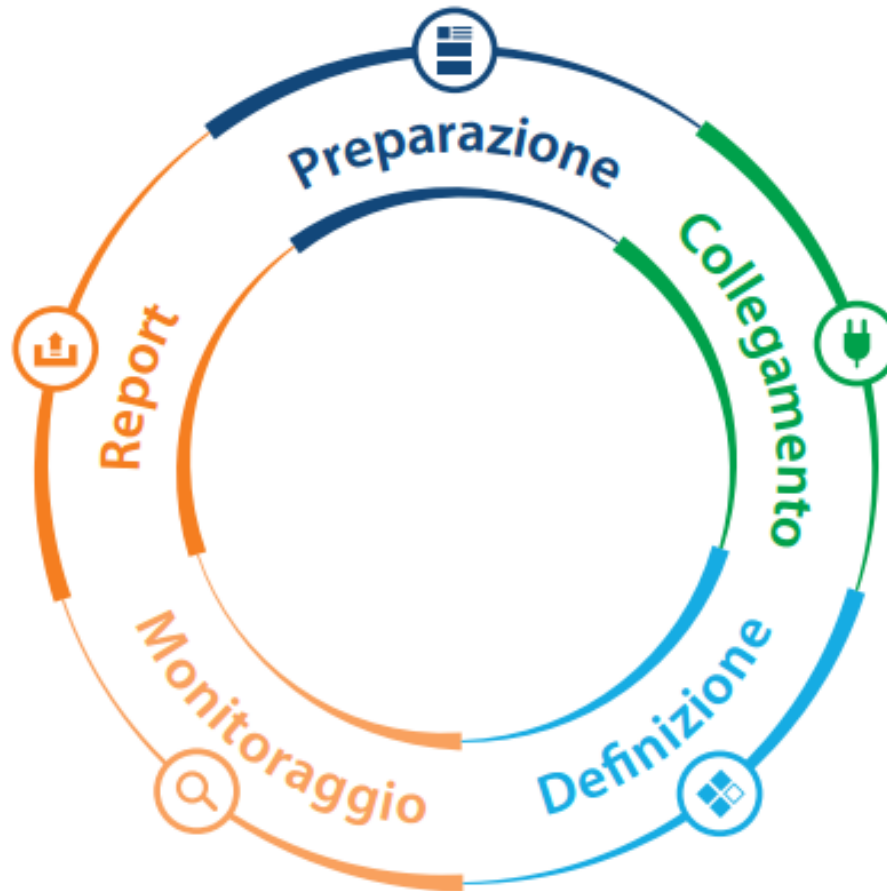 Preparazione
Collegamento
Definizione
Monitoraggio
Report